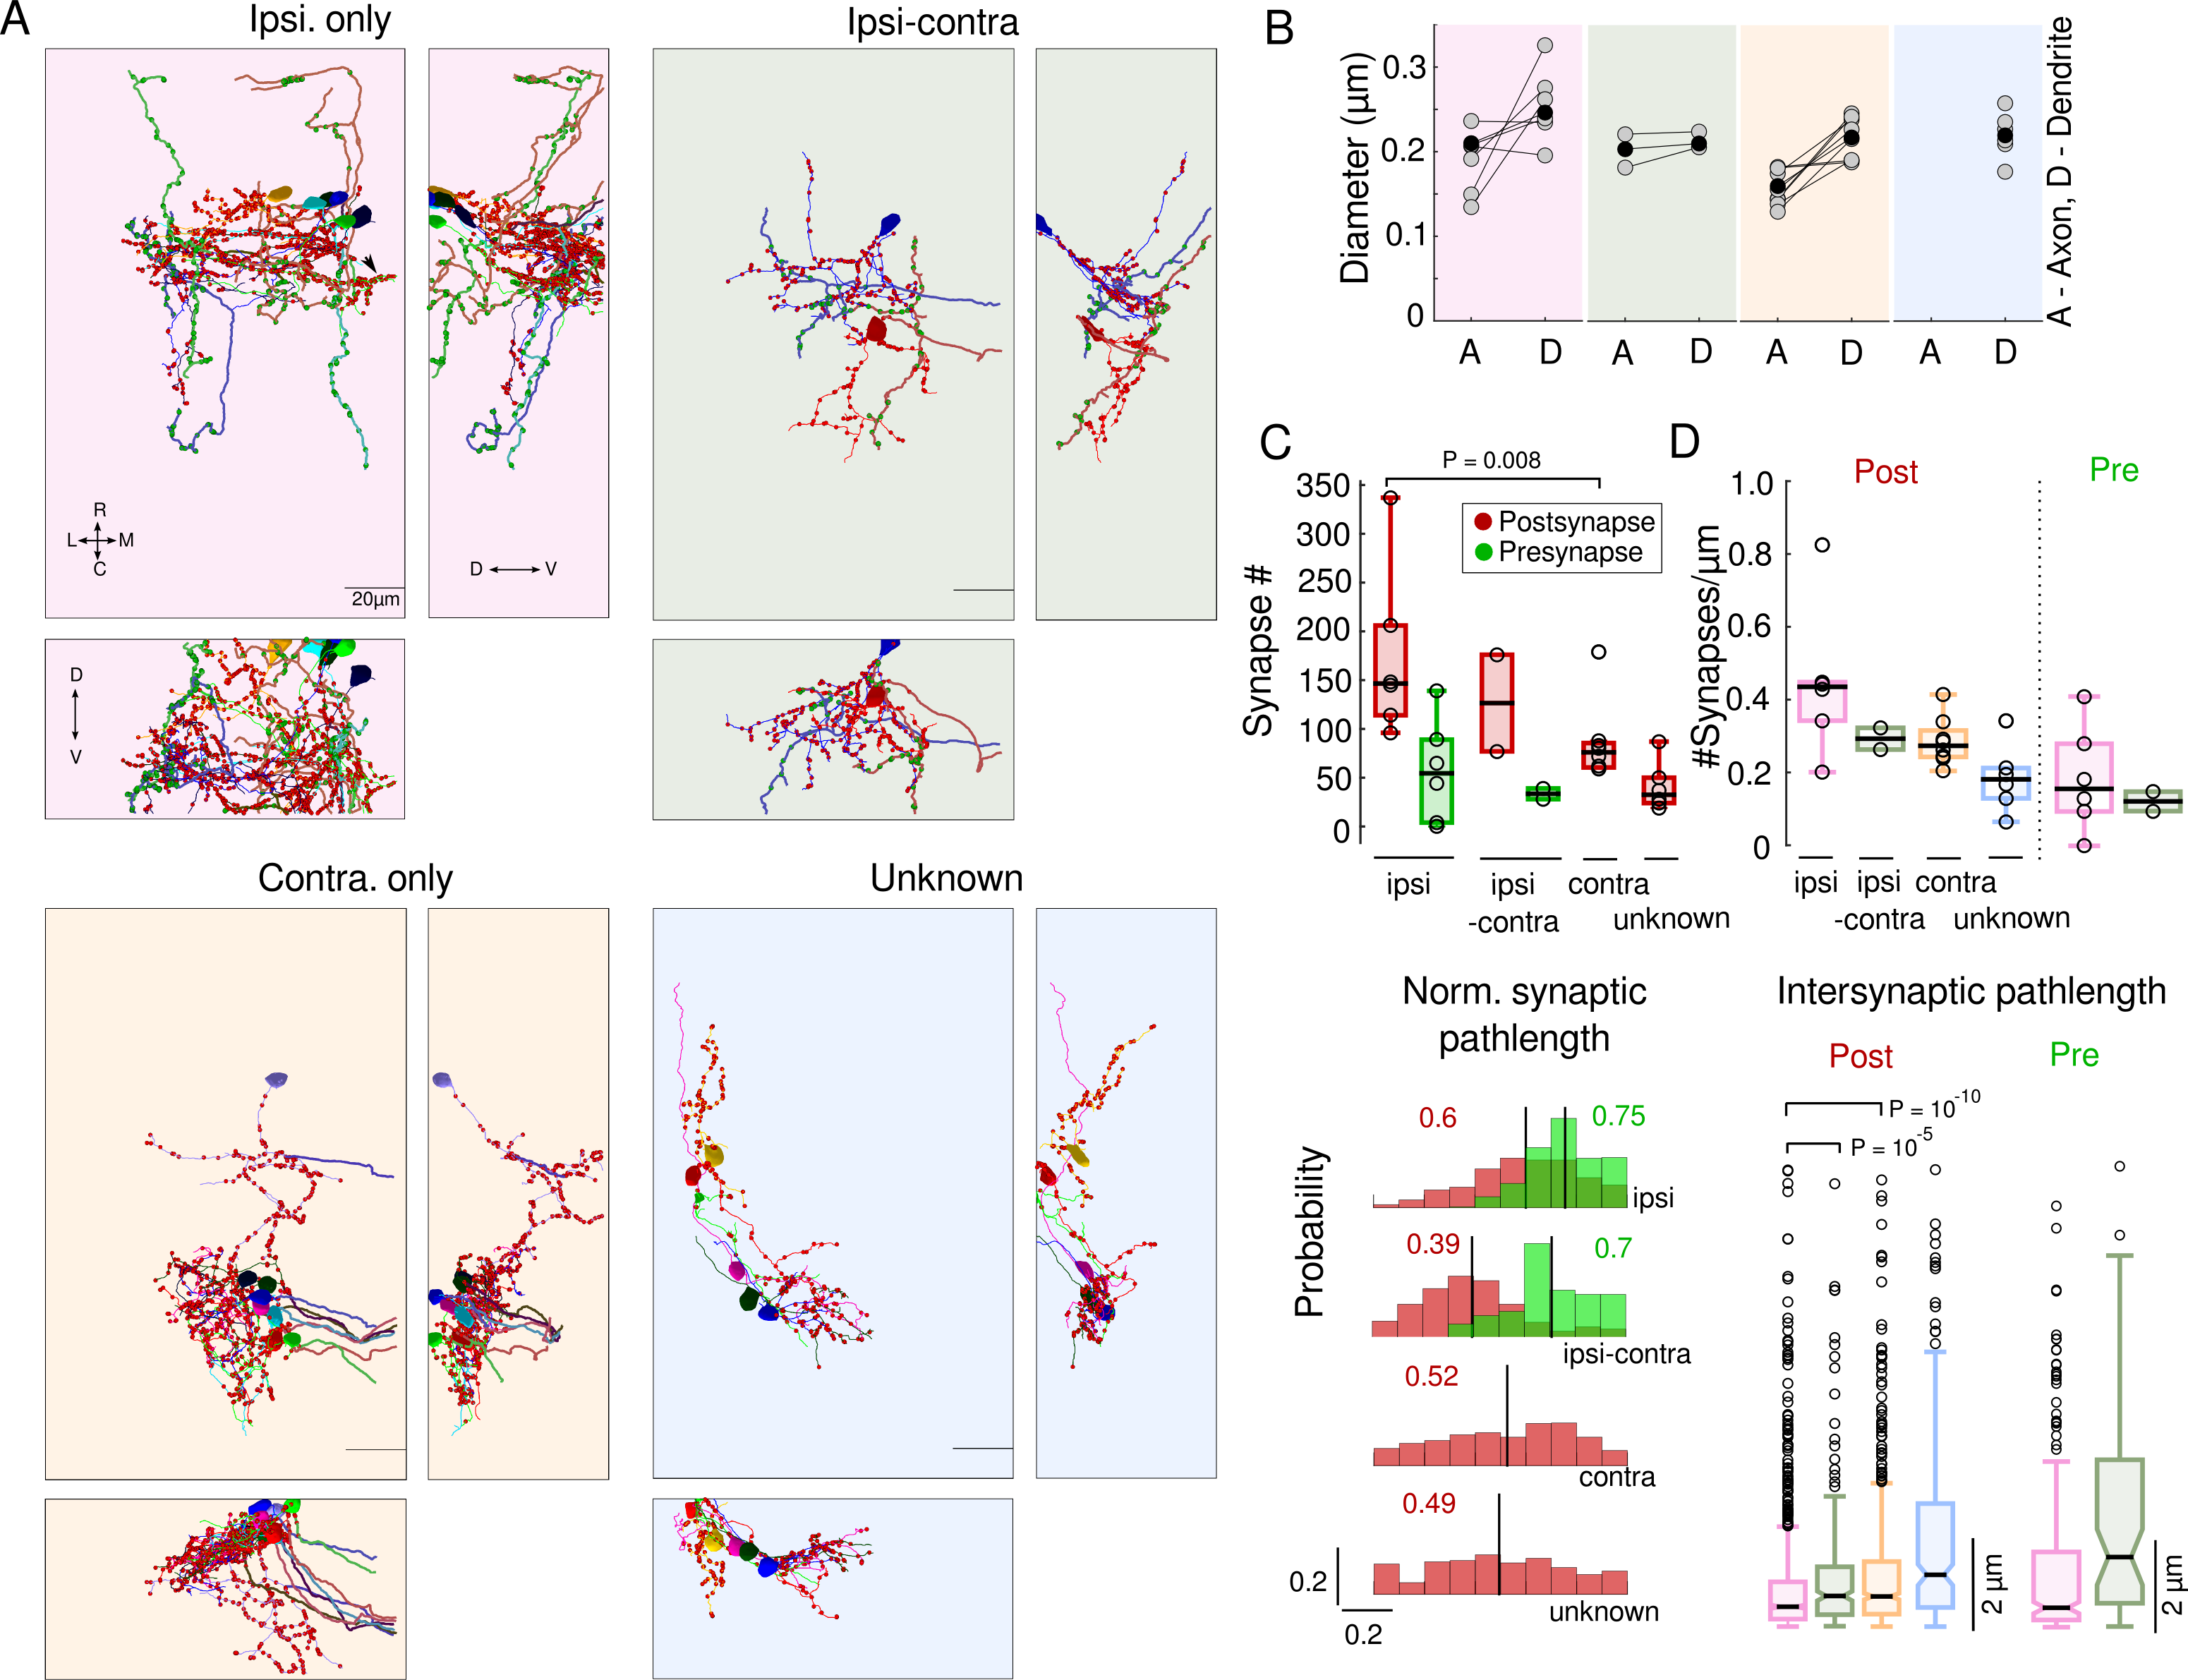 A
Ipsi. only
Ipsi-contra
R
L M
C
20µm
D V
D
V
Contra. only
Unknown
B
Diameter (µm)
0.3
0.2
0.1
0
A D A D A D A D
A - Axon, D - Dendrite
C
P = 0.008
Synapse #
350
300
250
200
150
100
50
0
Postsynapse
Presynapse
ipsi
ipsi
-contra
contra
unknown
D
Post
Pre
#Synapses/µm
1.0
0.8
0.6
0.4
0.2
0
ipsi
ipsi
-contra
contra
unknown
Norm. synaptic
pathlength
Probability
0.6
0.75
ipsi
0.39
0.7
ipsi-contra
0.52
contra
0.49
unknown
0.2
0.2
Intersynaptic pathlength
Post
Pre
P = 10-10
P = 10-5
2 µm
2 µm